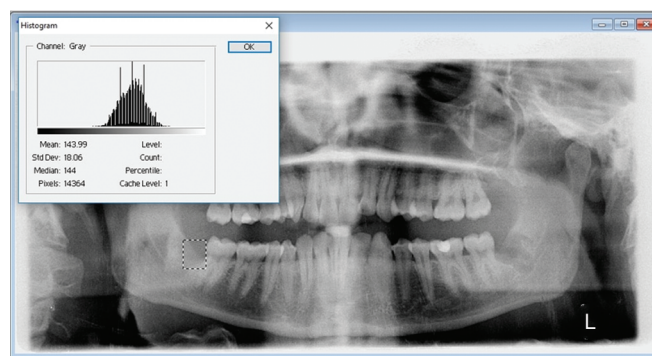 Histogram
Channel: Gray
OK
Mean: 143.99
Level:
Std Dev: 18.06
Count:
Median: 144
Percentile:
Pixels: 14364
Cache Level: 1
L